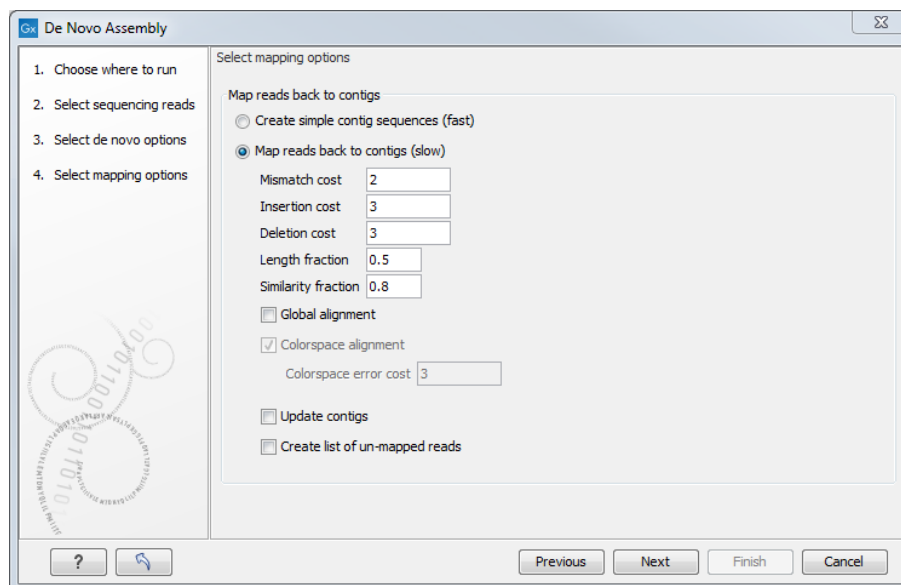 Gx De Novo Assembly
1. Choose where to run
2. Select sequencing reads
3. Select de novo options
4. Select mapping options
Select mapping options
Map reads back to contigs
Create simple contig sequences (fast)
Map reads back to contigs (slow)
Mismatch cost 2
Insertion cost 3
Deletion cost 3
Length fraction 0.5
Similarity fraction 0.8
Global alignment
Colorspace alignment
Colorspace error cost 3
Update contigs
Create list of un-mapped reads
? Previous Next Finish Cancel